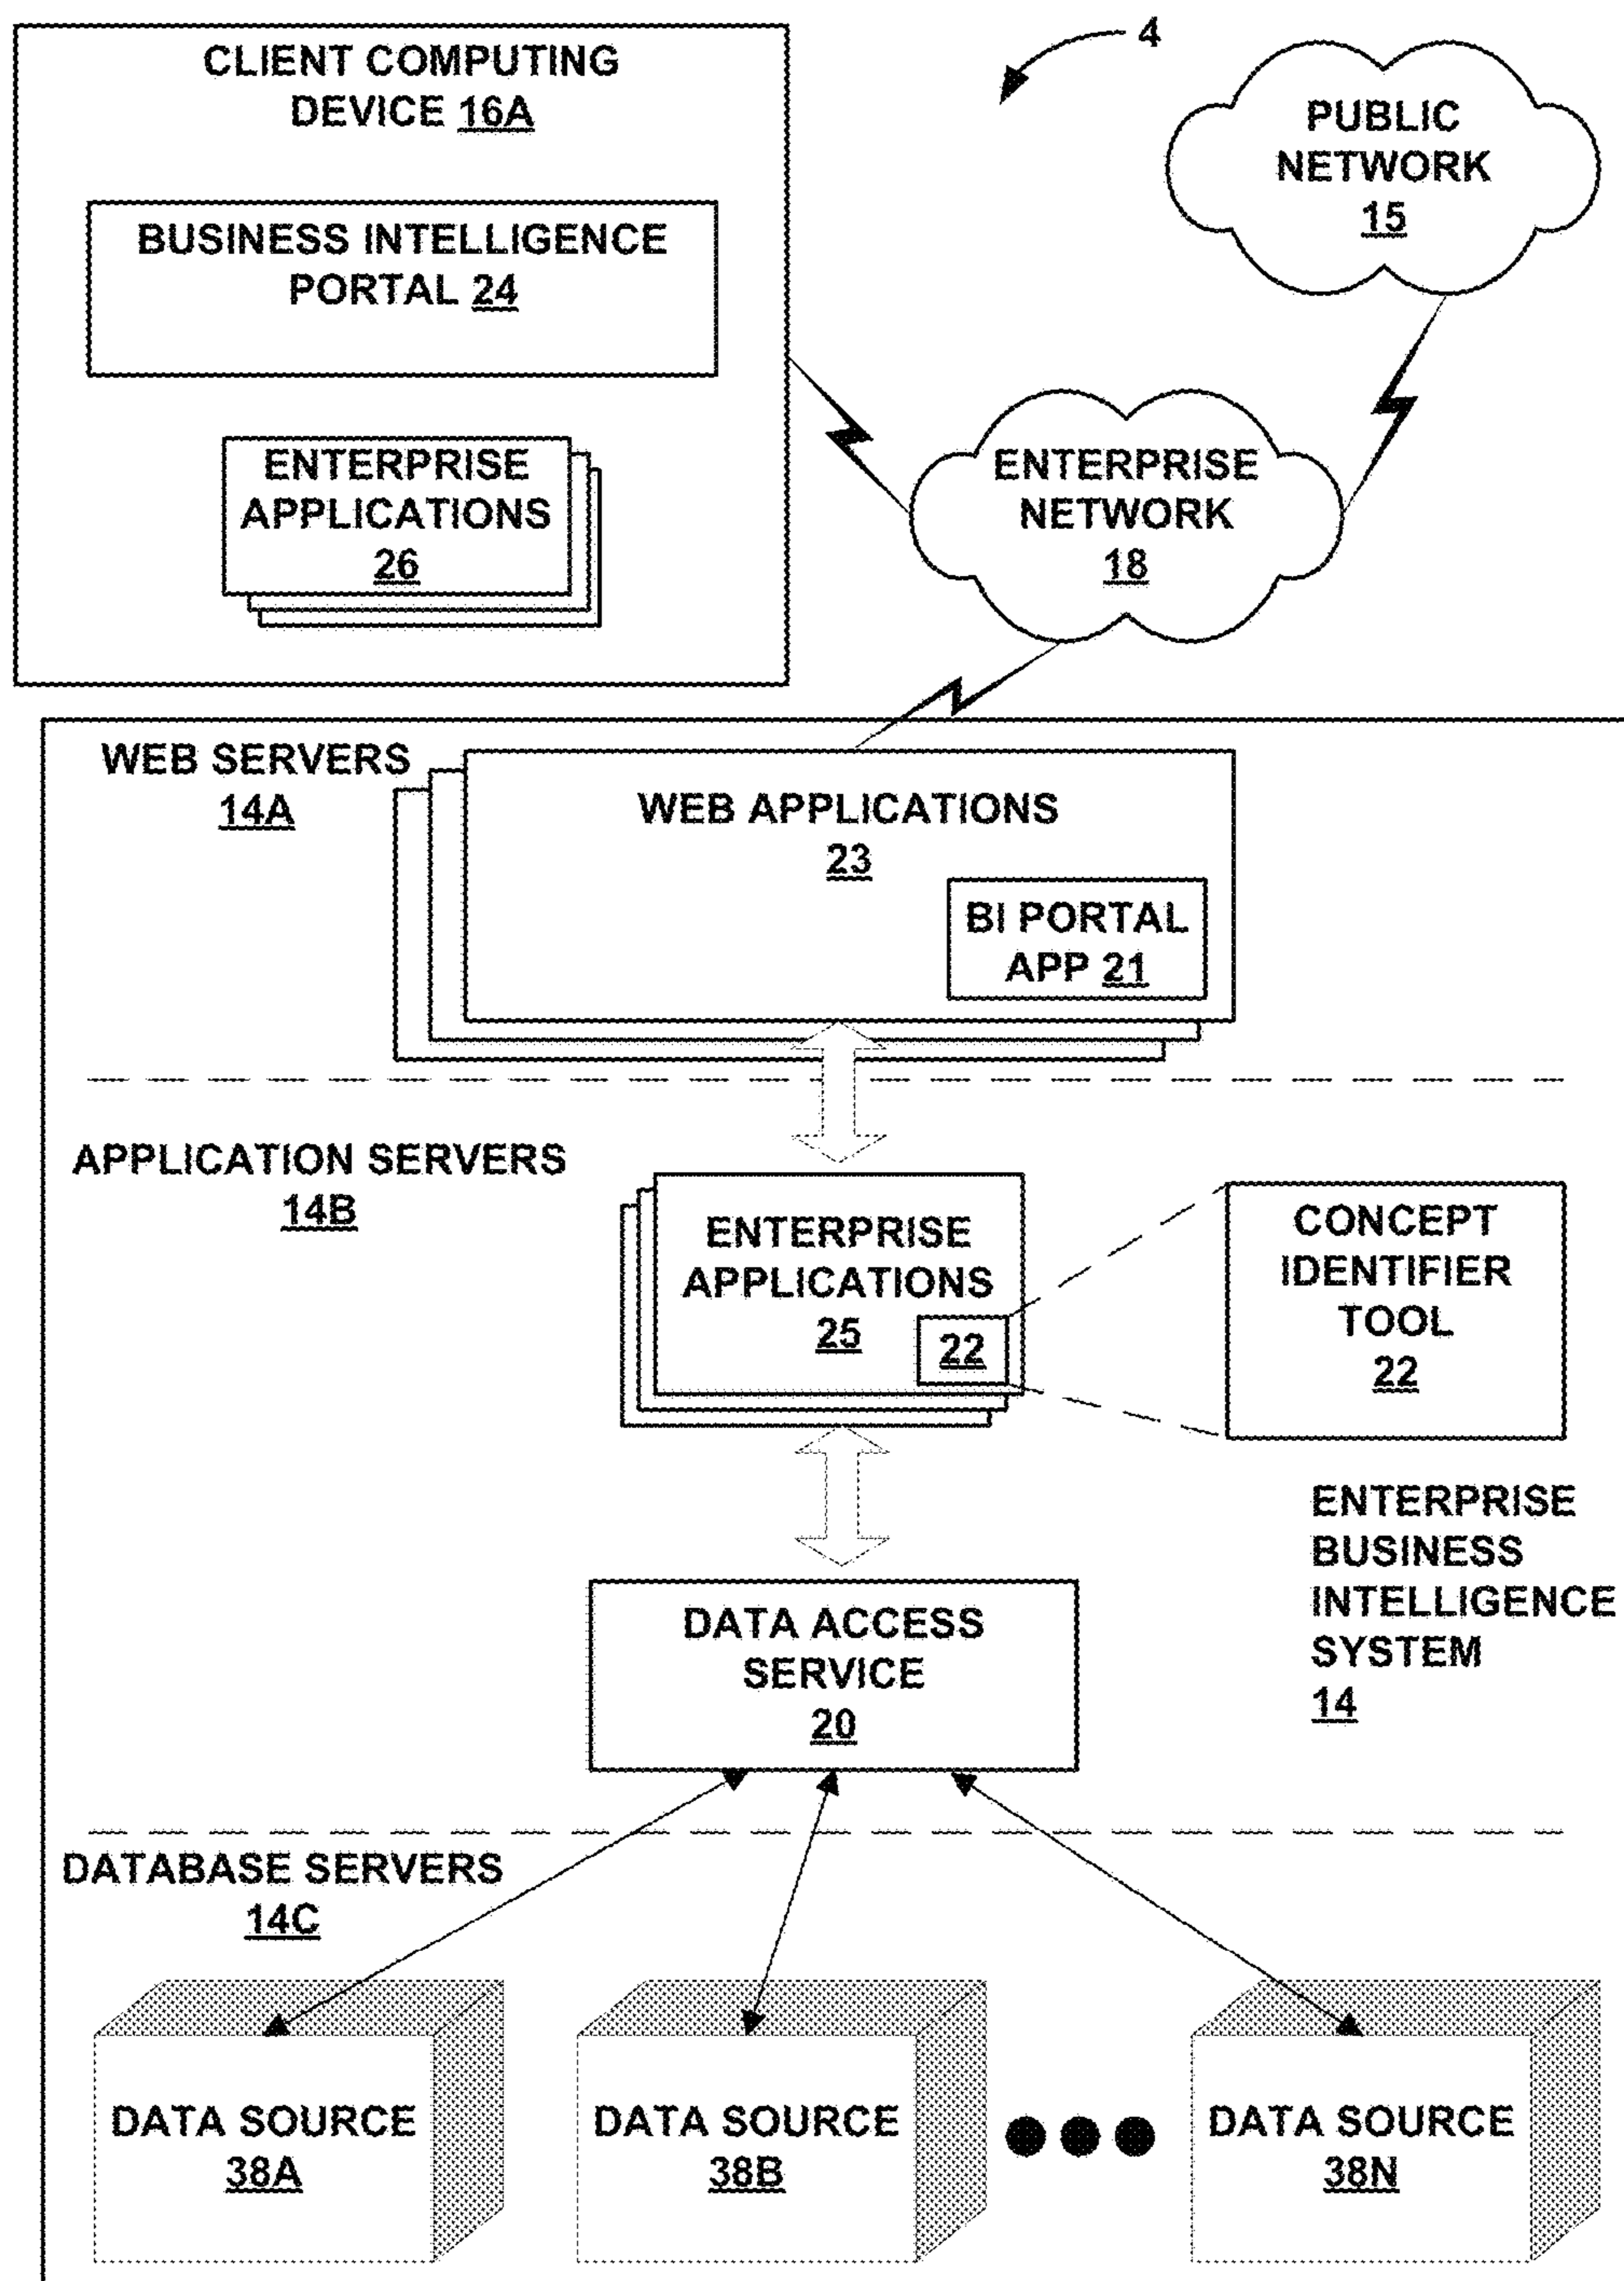 CLIENT COMPUTING
DEVICE 16A
BUSINESS INTELLIGENCE
PORTAL 24
ENTERPRISE
APPLICATIONS
26
4
PUBLIC
NETWORK
15
ENTERPRISE
NETWORK
18
WEB SERVERS
14A
WEB APPLICATIONS
23
BI PORTAL
APP 21
APPLICATION SERVERS
14B
ENTERPRISE
APPLICATIONS
25
22
CONCEPT
IDENTIFIER
TOOL
22
ENTERPRISE
BUSINESS
INTELLIGENCE
SYSTEM
14
DATA ACCESS
SERVICE
20
DATABASE SERVERS
14C
DATA SOURCE
38A
DATA SOURCE
38B
DATA SOURCE
38N